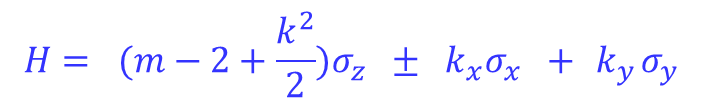 H = (m − 2 + k²/2)σ_z ± k_xσ_x + k_yσ_y